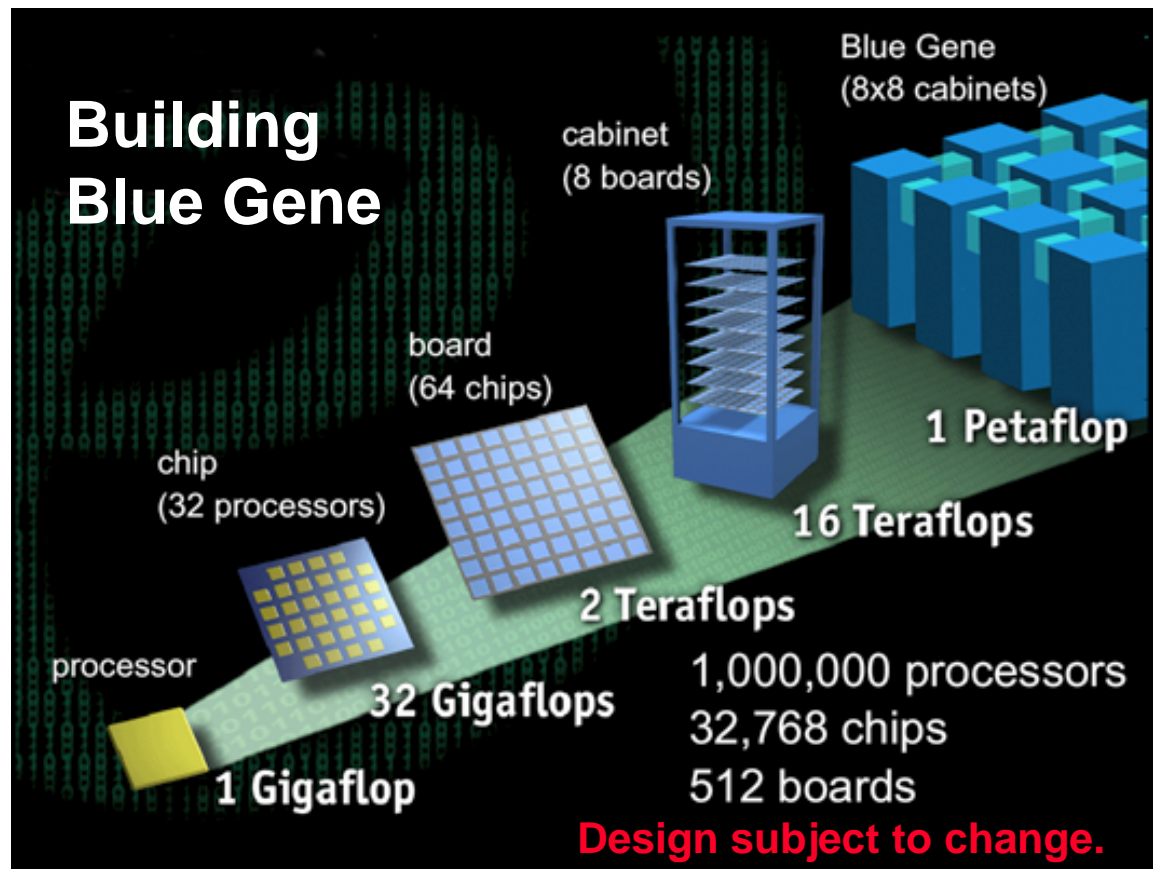 Building
Blue Gene
Blue Gene
(8x8 cabinets)
cabinet
(8 boards)
board
(64 chips)
chip
(32 processors)
processor
1 Petaflop
16 Teraflops
2 Teraflops
32 Gigaflops
1 Gigaflop
1,000,000 processors
32,768 chips
512 boards
Design subject to change.